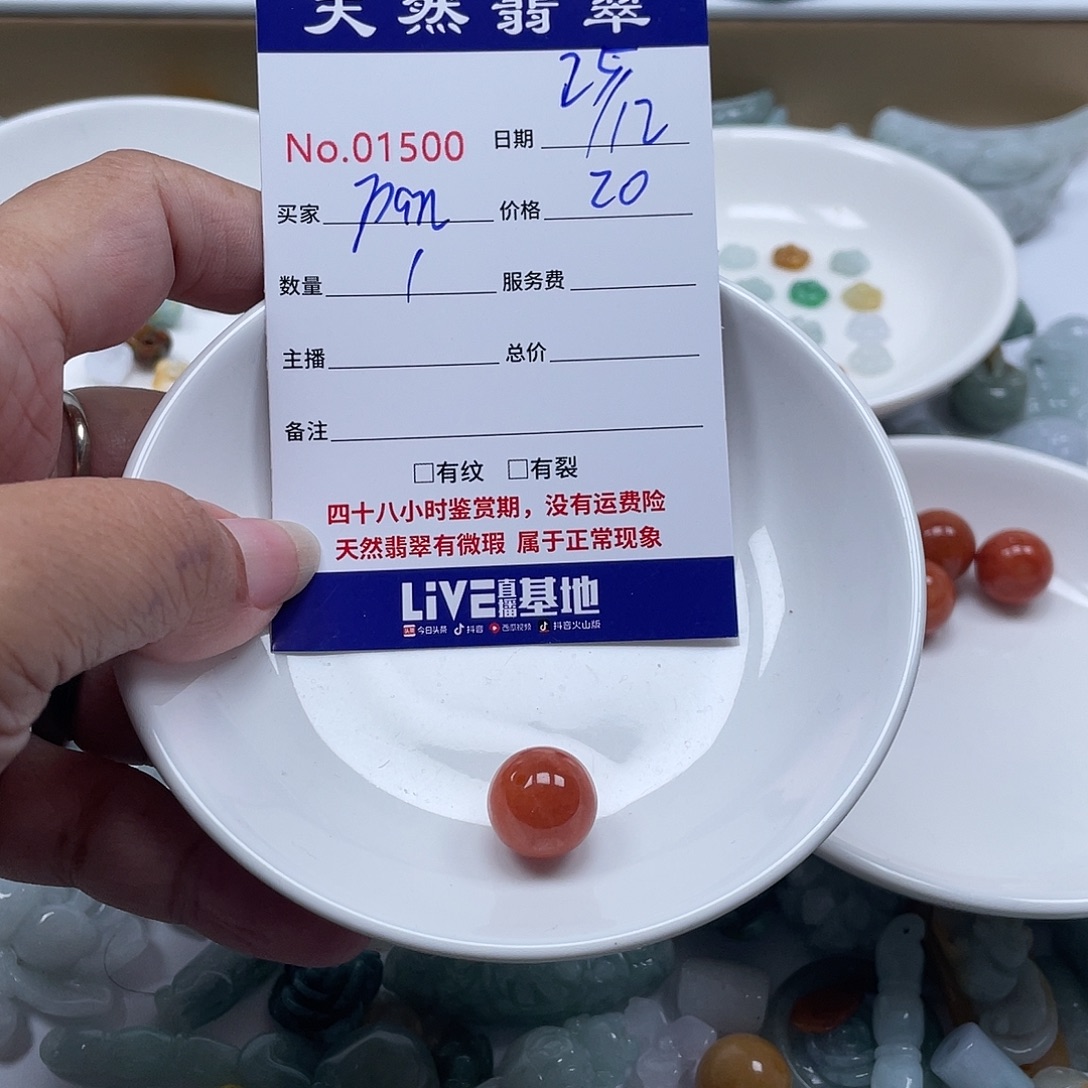 天然翡翠
No.01500 日期 25/12
买家 pan 价格 20
数量 1 服务费
主播 总价
备注
□有纹 □有裂
四十八小时鉴赏期，没有运费险
天然翡翠有微瑕 属于正常现象
LiVE直播基地
今日头条 抖音 西瓜视频 抖音火山版